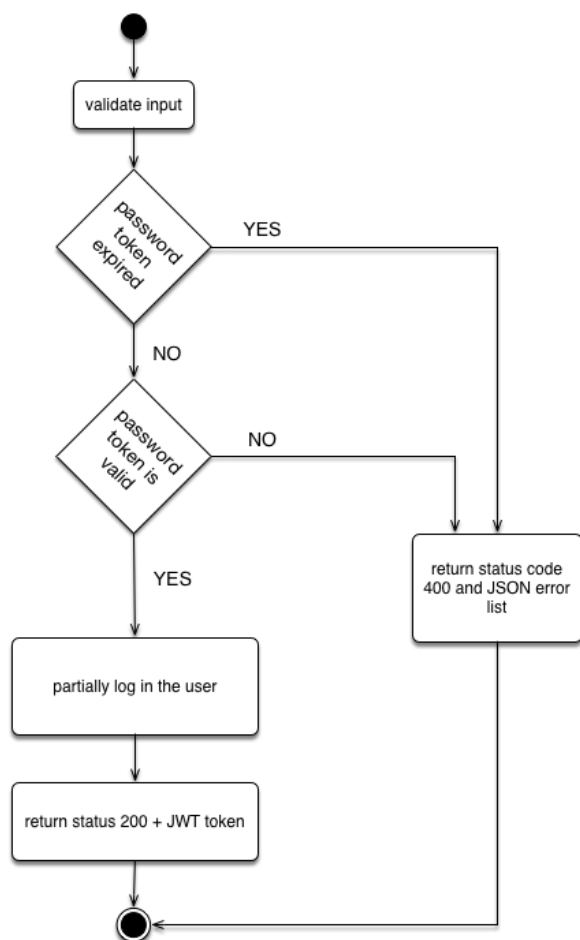 validate input
password
token
expired
YES
NO
password
token is
valid
NO
YES
return status code
400 and JSON error
list
partially log in the user
return status 200 + JWT token